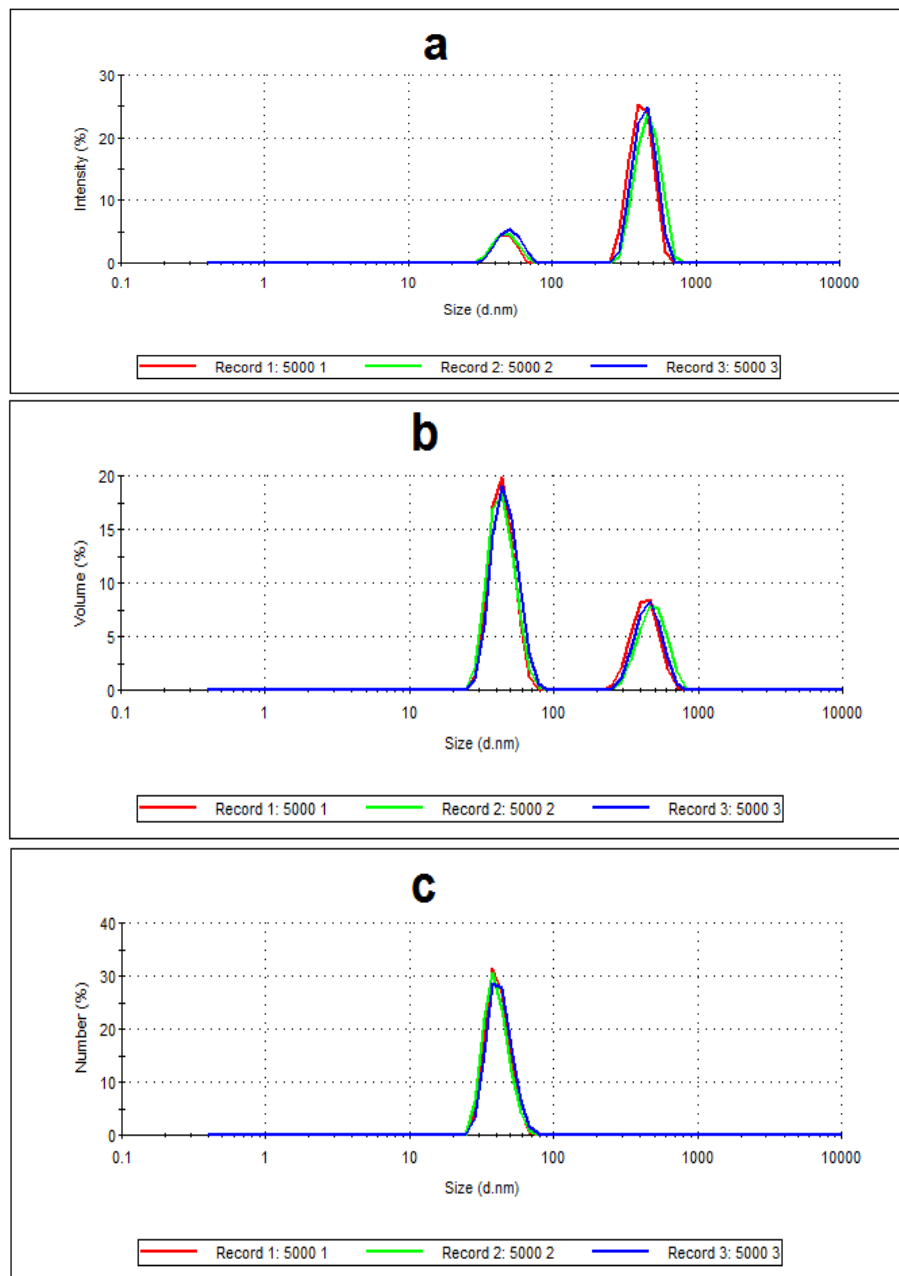 a
30
20
10
0
Intensity (%)
0.1 1 10 100 1000 10000
Size (d.nm)
Record 1: 5000 1 Record 2: 5000 2 Record 3: 5000 3
b
20
15
10
5
0
Volume (%)
0.1 1 10 100 1000 10000
Size (d.nm)
Record 1: 5000 1 Record 2: 5000 2 Record 3: 5000 3
c
40
30
20
10
0
Number (%)
0.1 1 10 100 1000 10000
Size (d.nm)
Record 1: 5000 1 Record 2: 5000 2 Record 3: 5000 3